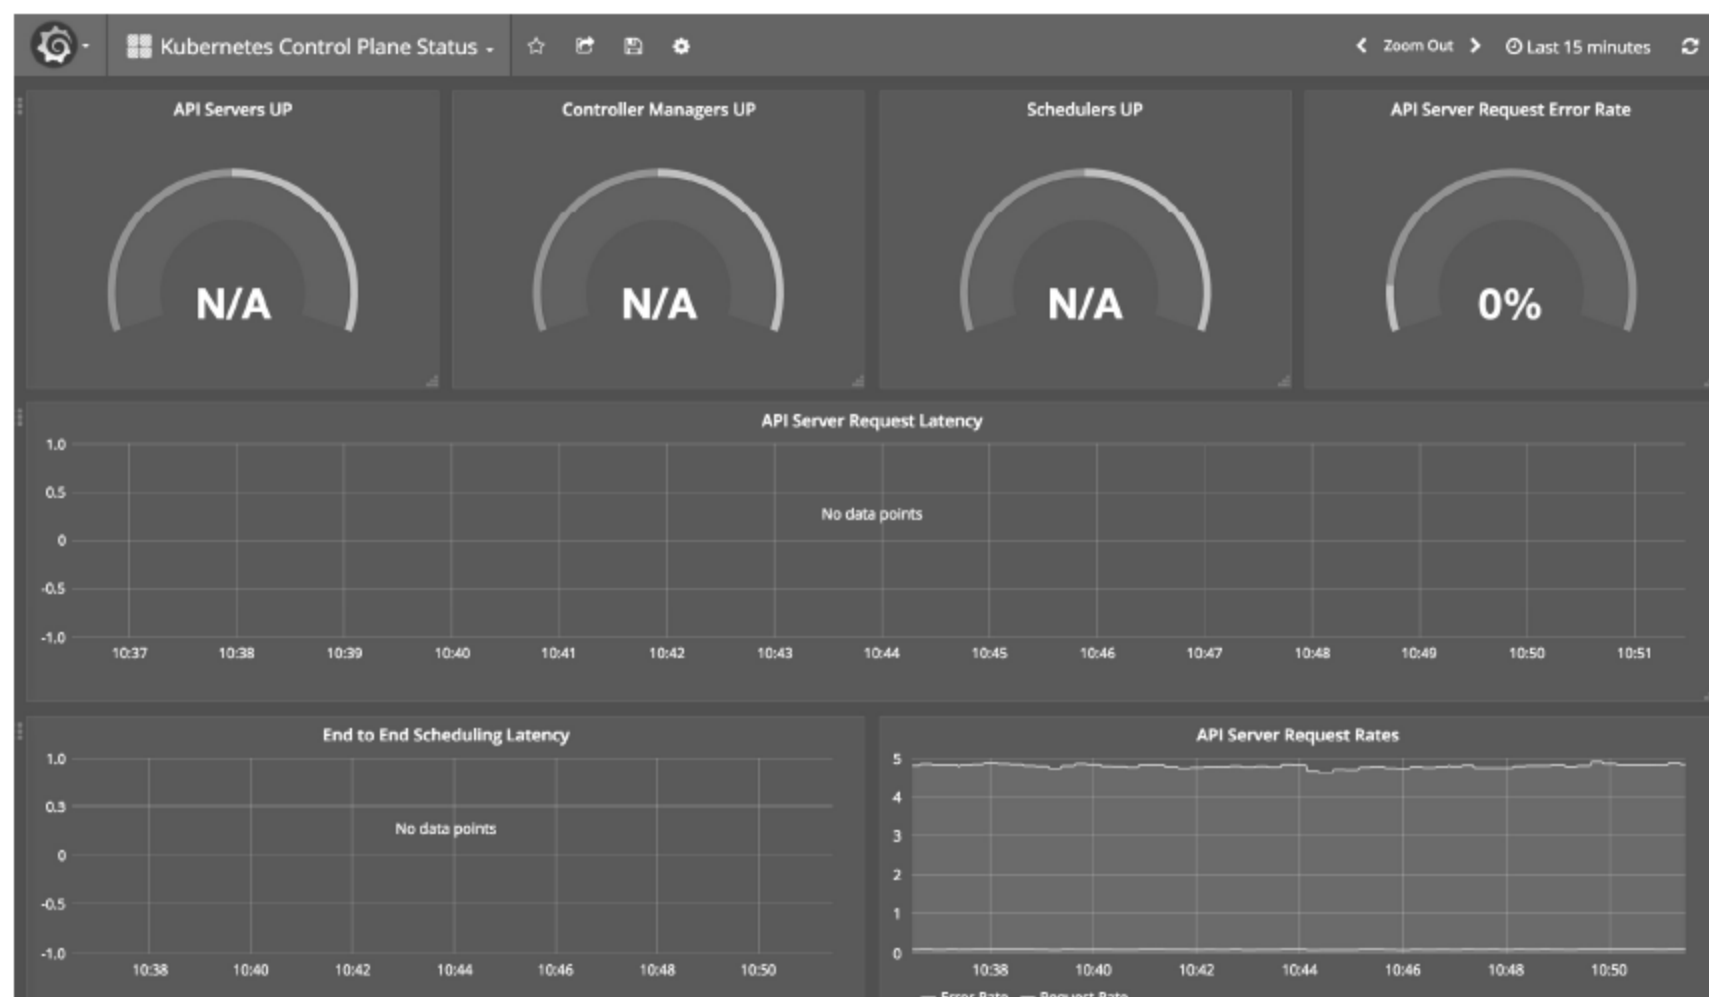 Kubernetes Control Plane Status
Zoom Out
Last 15 minutes
API Servers UP
Controller Managers UP
Schedulers UP
API Server Request Error Rate
N/A
N/A
N/A
0%
API Server Request Latency
1.0
0.5
No data points
0
-0.5
-1.0
10:37 10:38 10:39 10:40 10:41 10:42 10:43 10:44 10:45 10:46 10:47 10:48 10:49 10:50 10:51
End to End Scheduling Latency
1.0
0.3
No data points
0
-0.5
-1.0
10:38 10:40 10:42 10:44 10:46 10:48 10:50
API Server Request Rates
5
4
3
2
1
0
10:38 10:40 10:42 10:44 10:46 10:48 10:50
Error Rate Request Rate